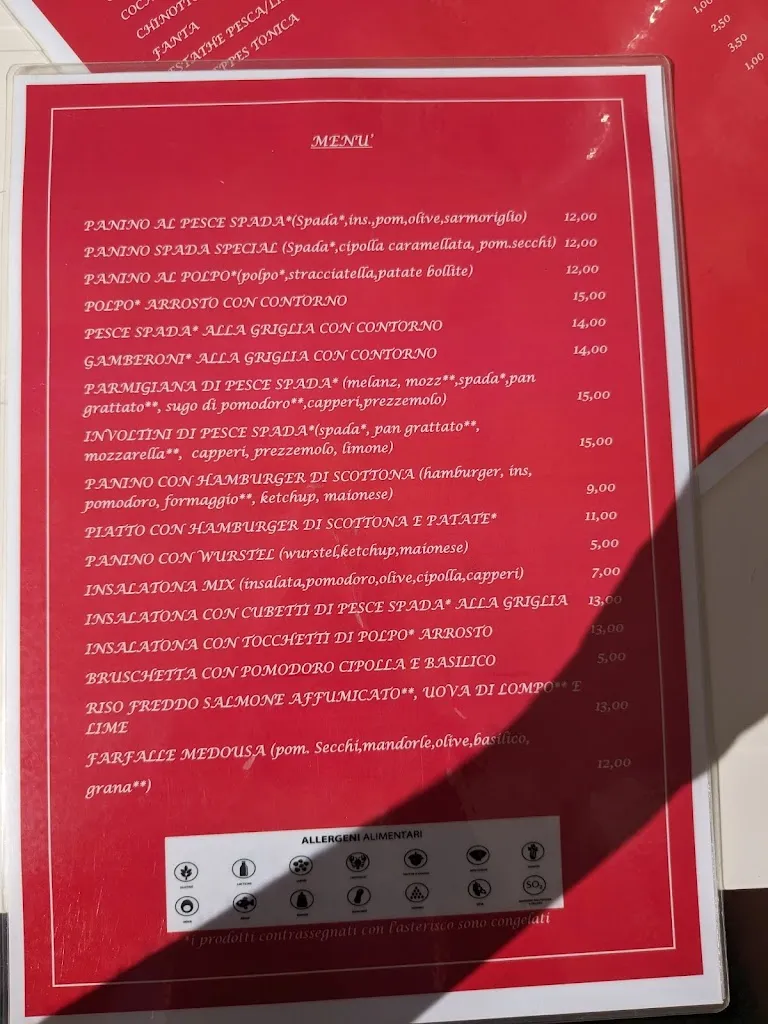 CHINOTTO
FANTA
ESTATHE PESCA/LI
PPES TONICA
1,00
2,50
3,50
1,00
MENU'
PANINO AL PESCE SPADA*(Spada*,ins.,pom,olive,sarmoriglio) 12,00
PANINO SPADA SPECIAL (Spada*,cipolla caramellata, pom.secchi) 12,00
PANINO AL POLPO*(polpo*,stracciatella,patate bollite) 12,00
POLPO* ARROSTO CON CONTORNO 15,00
PESCE SPADA* ALLA GRIGLIA CON CONTORNO 14,00
GAMBERONI* ALLA GRIGLIA CON CONTORNO 14,00
PARMIGIANA DI PESCE SPADA* (melanz, mozz**,spada*,pan
grattato**, sugo di pomodoro**,capperi,prezzemolo) 15,00
INVOLTINI DI PESCE SPADA*(spada*, pan grattato**,
mozzarella**, capperi, prezzemolo, limone) 15,00
PANINO CON HAMBURGER DI SCOTTONA (hamburger, ins,
pomodoro, formaggio**, ketchup, maionese) 9,00
PIATTO CON HAMBURGER DI SCOTTONA E PATATE* 11,00
PANINO CON WURSTEL (wurstel,ketchup,maionese) 5,00
INSALATONA MIX (insalata,pomodoro,olive,cipolla,capperi) 7,00
INSALATONA CON CUBETTI DI PESCE SPADA* ALLA GRIGLIA 13,00
INSALATONA CON TOCCHETTI DI POLPO* ARROSTO 13,00
BRUSCHETTA CON POMODORO CIPOLLA E BASILICO 5,00
RISO FREDDO SALMONE AFFUMICATO**, UOVA DI LOMPO** E
LIME 13,00
FARFALLE MEDOUSA (pom. Secchi,mandorle,olive,basilico,
grana**) 12,00
ALLERGENI ALIMENTARI
SO2
*i prodotti contrassegnati con l'asterisco sono congelati